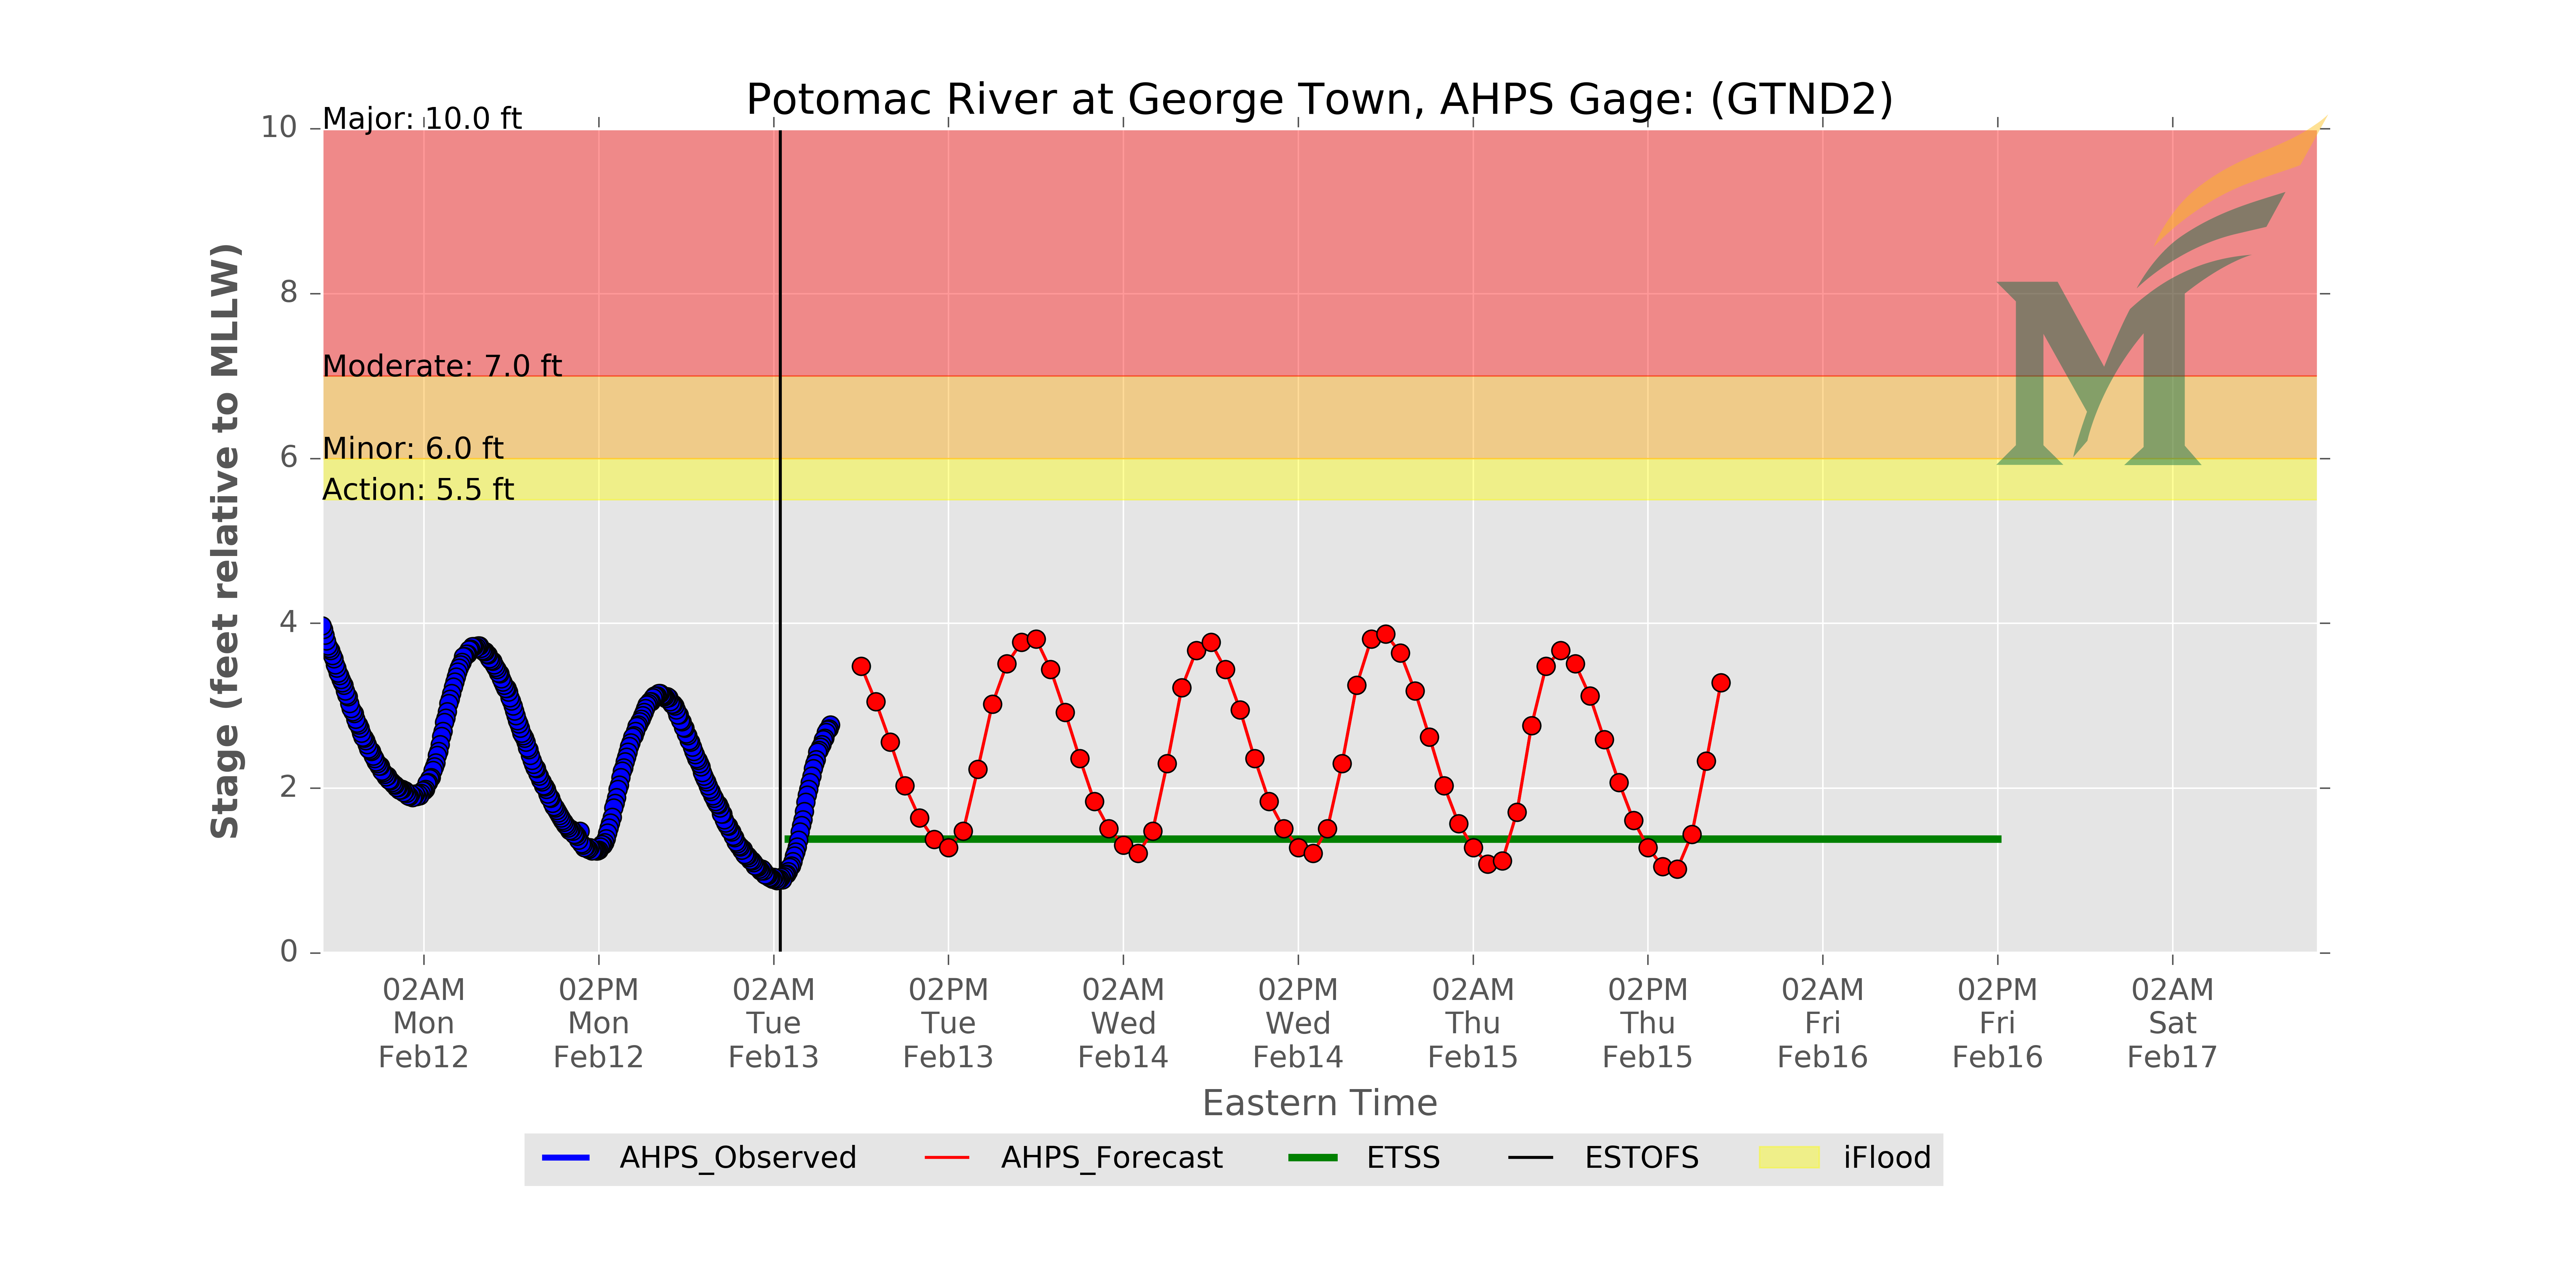 Potomac River at George Town, AHPS Gage: (GTND2)
Major: 10.0 ft
Moderate: 7.0 ft
Minor: 6.0 ft
Action: 5.5 ft
10
8
6
4
2
0
Stage (feet relative to MLLW)
02AM 02PM 02AM 02PM 02AM 02PM 02AM 02PM 02AM 02PM 02AM
Mon Mon Tue Tue Wed Wed Thu Thu Fri Fri Sat
Feb12 Feb12 Feb13 Feb13 Feb14 Feb14 Feb15 Feb15 Feb16 Feb16 Feb17
Eastern Time
AHPS_Observed AHPS_Forecast ETSS ESTOFS iFlood
M